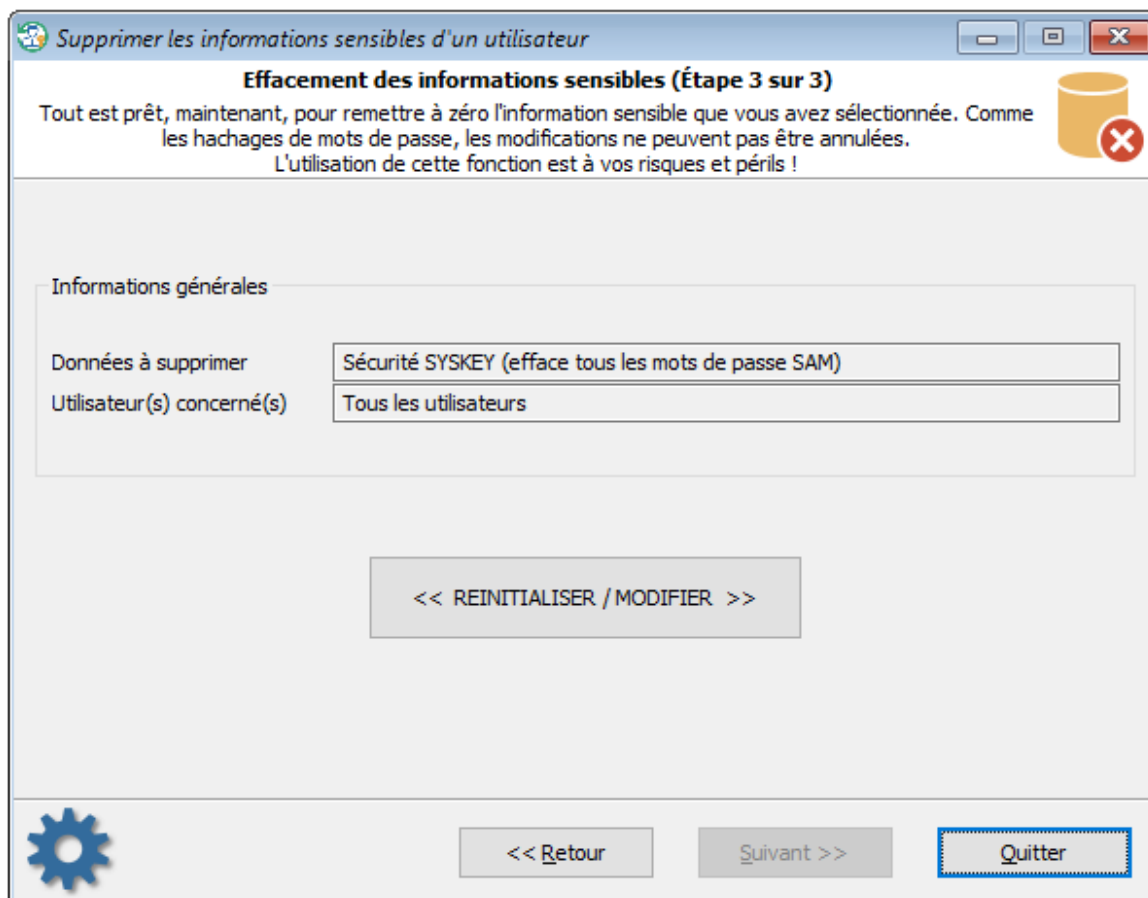 Supprimer les informations sensibles d'un utilisateur
Effacement des informations sensibles (Étape 3 sur 3)
Tout est prêt, maintenant, pour remettre à zéro l'information sensible que vous avez sélectionnée. Comme
les hachages de mots de passe, les modifications ne peuvent pas être annulées.
L'utilisation de cette fonction est à vos risques et périls !
Informations générales
Données à supprimer Sécurité SYSKEY (efface tous les mots de passe SAM)
Utilisateur(s) concerné(s) Tous les utilisateurs
<< REINITIALISER / MODIFIER >>
<< Retour Suivant >> Quitter